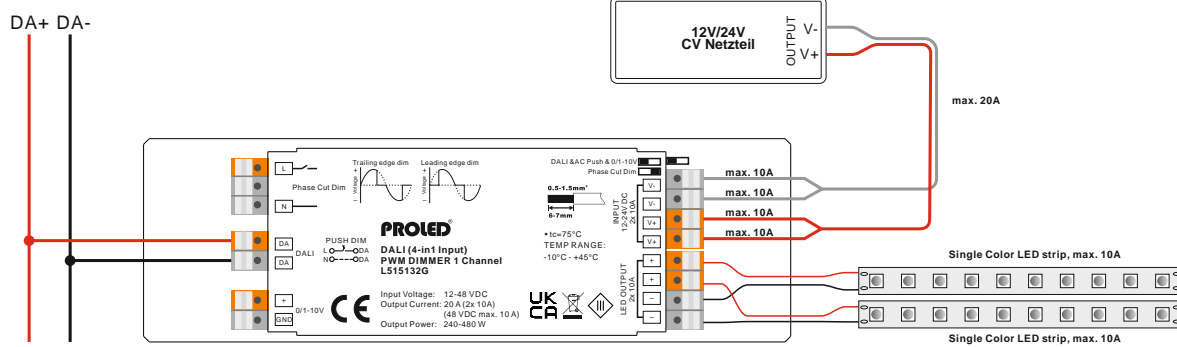 DA+ DA-
12V/24V
CV Netzteil
OUTPUT
V-
V+
max. 20A
L
Phase Cut Dim
N
Trailing edge dim
Leading edge dim
- Voltage +
- Voltage +
DALI &AC Push & 0/1-10V
Phase Cut Dim
0.5-1.5mm²
6-7mm
V-
V-
V+
V+
INPUT
12-24V DC
2x 10A
max. 10A
max. 10A
max. 10A
max. 10A
PROLED®
DALI (4-in1 Input)
PWM DIMMER 1 Channel
L515132G
• tc=75°C
TEMP RANGE:
-10°C - +45°C
DA
DA
DALI
PUSH DIM
L DA
N DA
+
GND
0/1-10V
CE
Input Voltage: 12-48 VDC
Output Current: 20 A (2x 10A)
(48 VDC max. 10 A)
Output Power: 240-480 W
UK
CA
III
LED OUTPUT
2x 10A
+
+
−
−
Single Color LED strip, max. 10A
Single Color LED strip, max. 10A